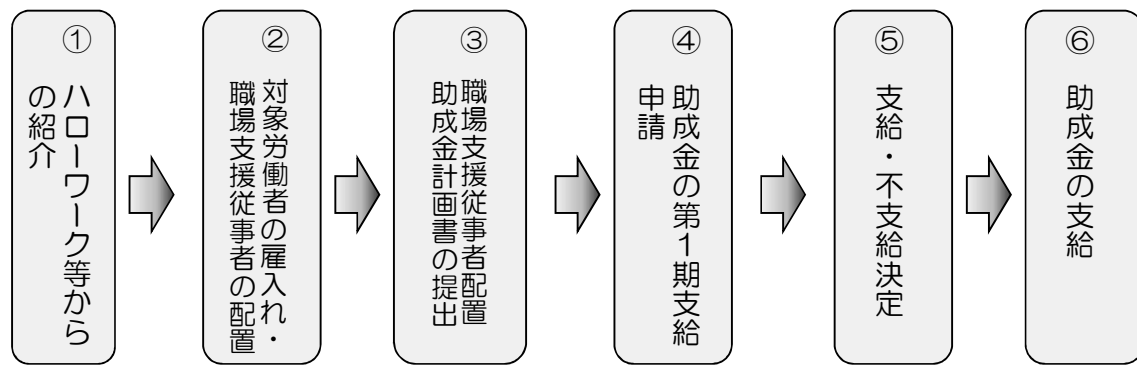 ①
ハローワーク等から
の紹介
②
対象労働者の雇入れ・
職場支援従事者の配置
③
職場支援従事者配置
助成金計画書の提出
④
助成金の第1期支給
申請
⑤
支給・不支給決定
⑥
助成金の支給